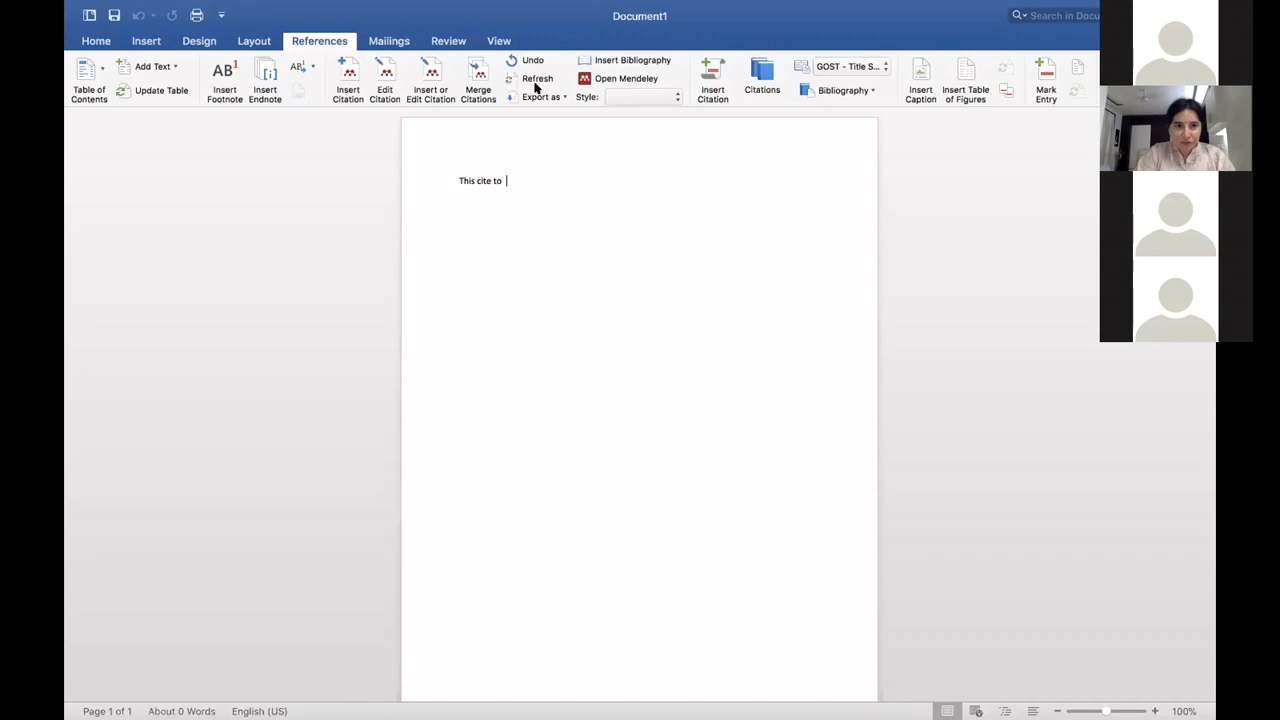 Document1
Search in Docu
Home Insert Design Layout References Mailings Review View
Table of Contents
Add Text
Update Table
AB1
Insert Footnote
Insert Endnote
AB
Insert Citation
Edit Citation
Insert or Edit Citation
Merge Citations
Undo
Refresh
Export as
Insert Bibliography
Open Mendeley
Style:
Insert Citation
Citations
GOST - Title S...
Bibliography
Insert Caption
Insert Table of Figures
Mark Entry
This cite to
Page 1 of 1 About 0 Words English (US) 100%